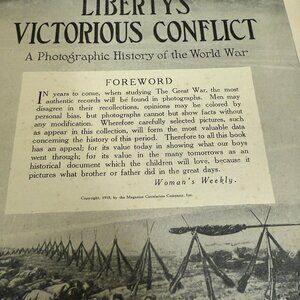 LIBERTY'S
VICTORIOUS CONFLICT
A Photographic History of the World War
FOREWORD
IN years to come, when studying The Great War, the most
authentic records will be found in photographs. Men may
disagree in their recollections, opinions may be colored by
personal bias, but photographs cannot but show facts without
any modification. Wherefore carefully selected pictures, such
as appear in this collection, will form the most valuable data
concerning the history of this period. Therefore to all this book
has an appeal; for its value today in showing what our boys
went through; for its value in the many tomorrows as an
historical document which the children will love, because it
pictures what brother or father did in the great days.
Woman's Weekly.
Copyright, 1918, by the Magazine Circulation Company, Inc.